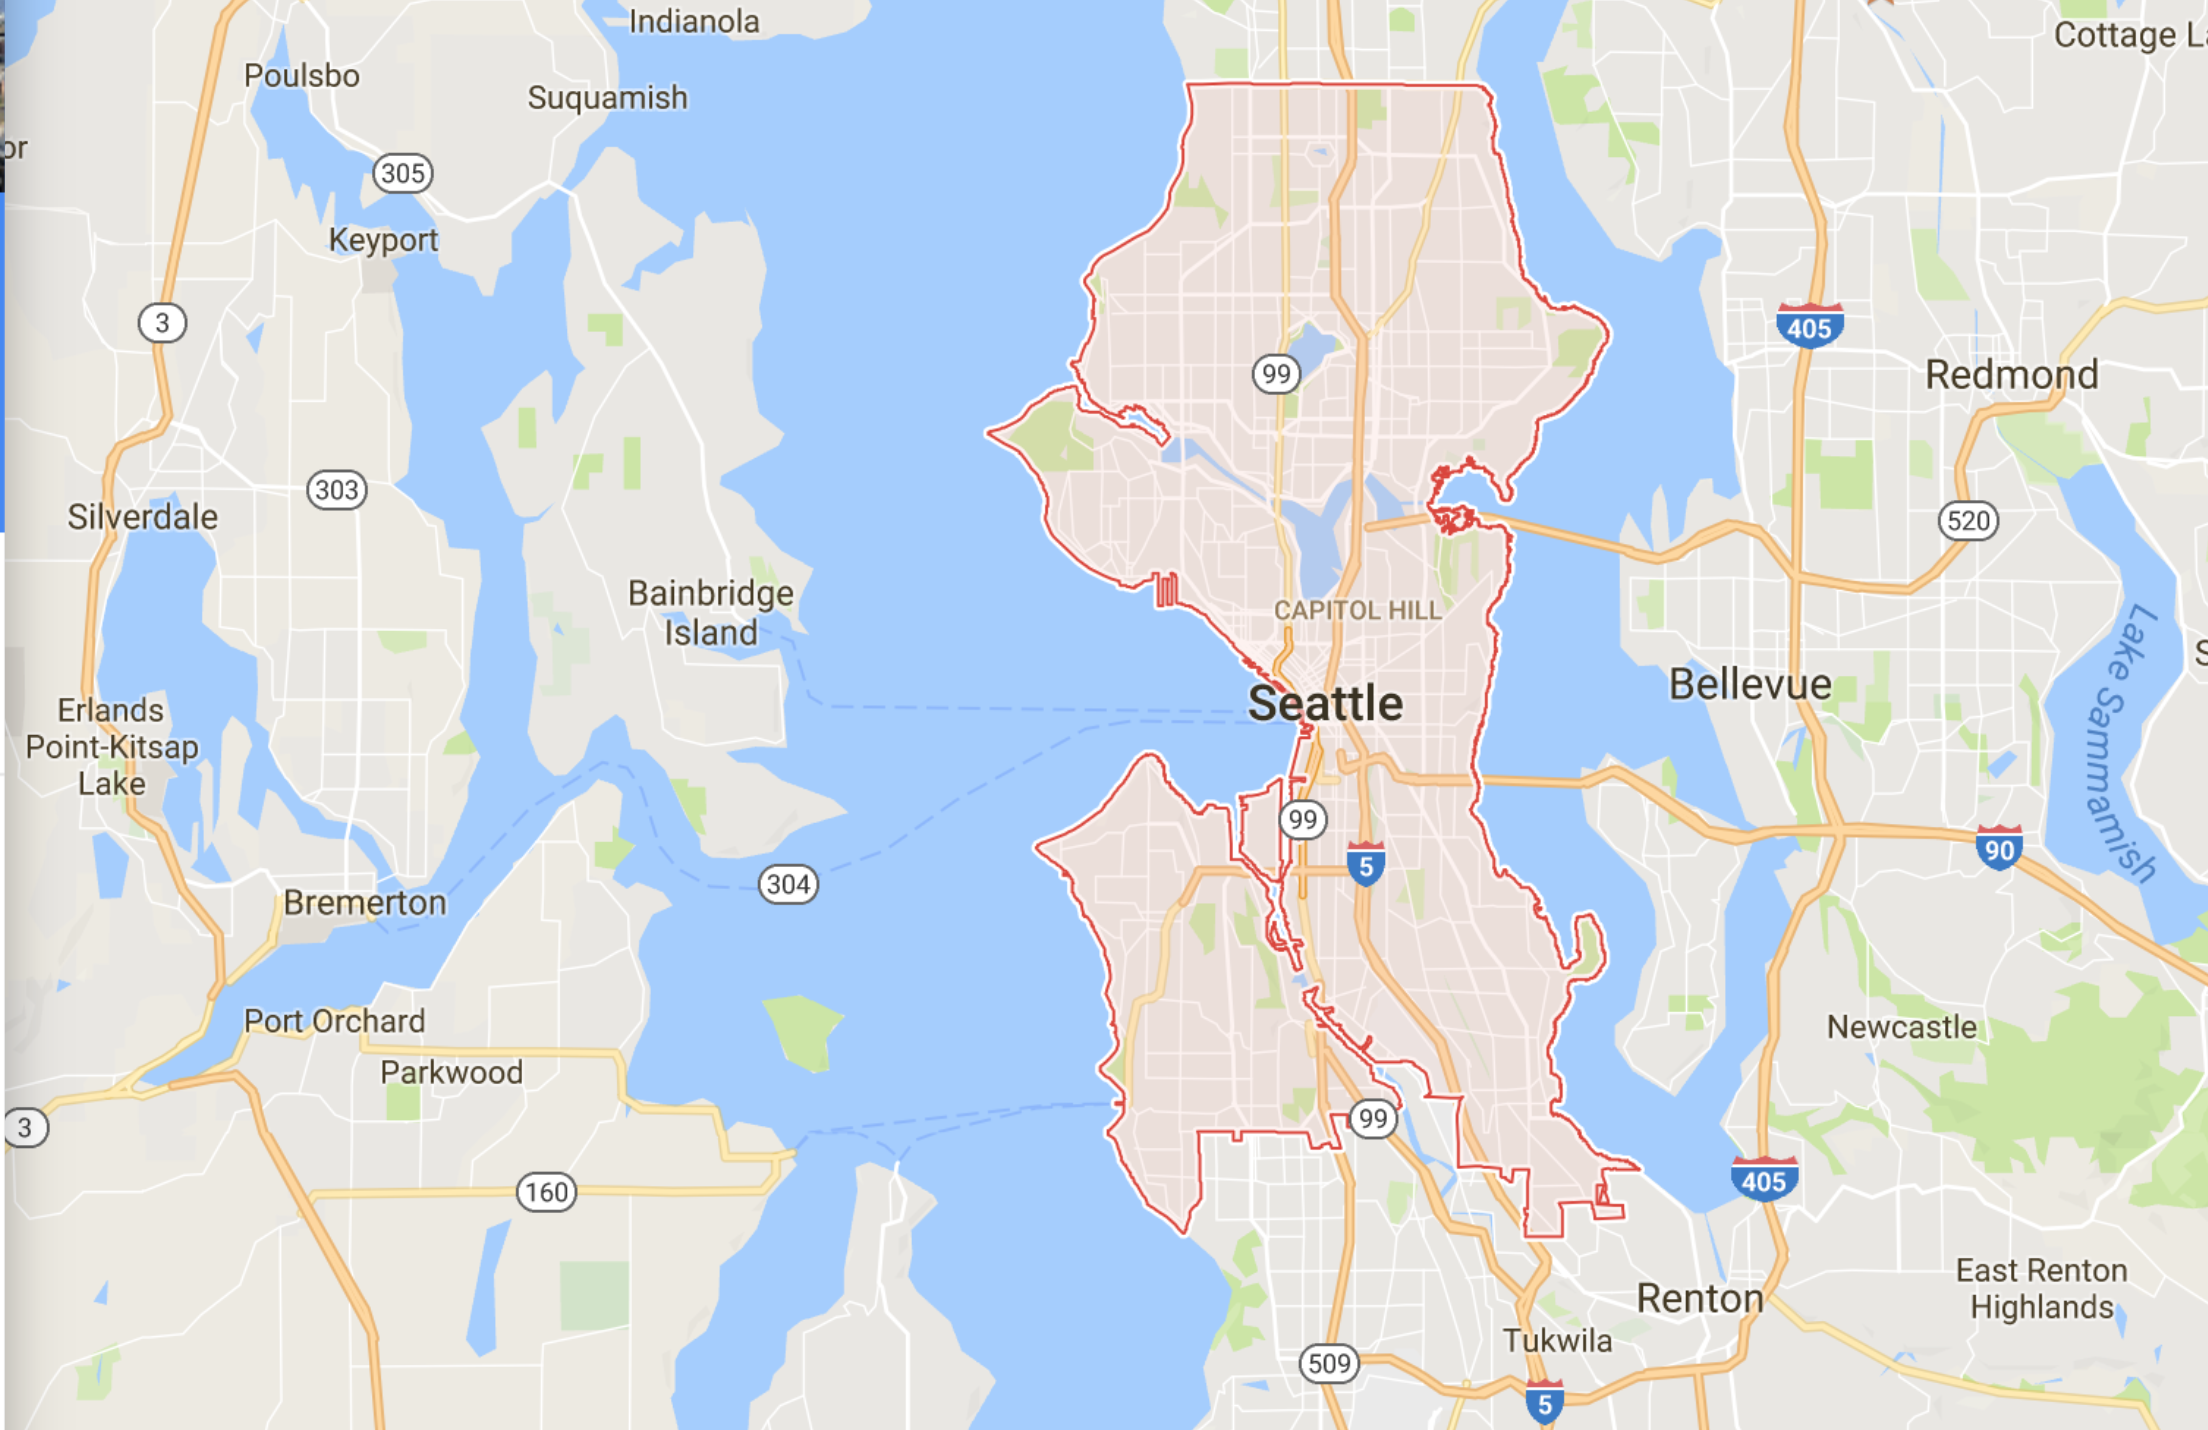 Indianola
Cottage L
Poulsbo
Suquamish
or
305
Keyport
3
405
99
Redmond
303
Silverdale
520
Bainbridge
Island
CAPITOL HILL
Lake Sammamish
S
Bellevue
Seattle
Erlands
Point-Kitsap
Lake
99
5
90
304
Bremerton
Port Orchard
Newcastle
Parkwood
3
99
405
160
East Renton
Highlands
Renton
Tukwila
509
5